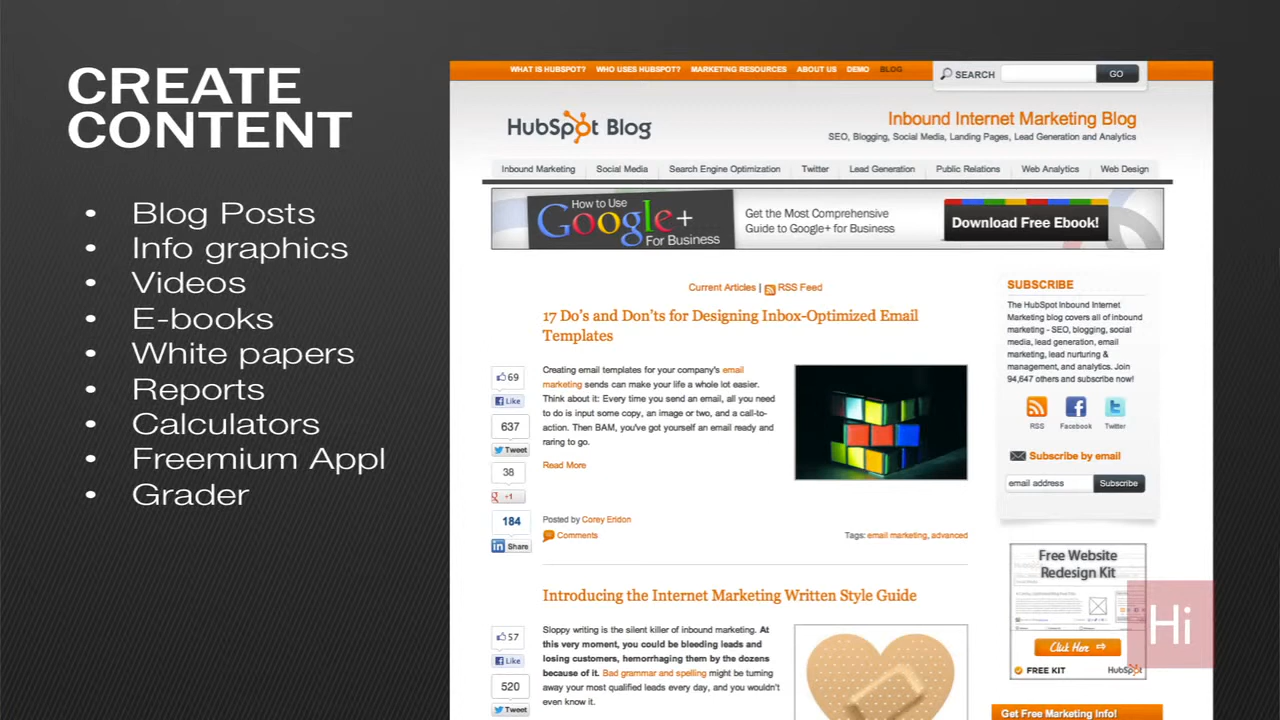 CREATE
CONTENT
• Blog Posts
• Info graphics
• Videos
• E-books
• White papers
• Reports
• Calculators
• Freemium Appl
• Grader
WHAT IS HUBSPOT? WHO USES HUBSPOT? MARKETING RESOURCES ABOUT US DEMO BLOG
SEARCH GO
HubSpot Blog
Inbound Internet Marketing Blog
SEO, Blogging, Social Media, Landing Pages, Lead Generation and Analytics
Inbound Marketing Social Media Search Engine Optimization Twitter Lead Generation Public Relations Web Analytics Web Design
How to Use
Google+
For Business
Get the Most Comprehensive
Guide to Google+ for Business
Download Free Ebook!
Current Articles | RSS Feed
17 Do's and Don'ts for Designing Inbox-Optimized Email
Templates
69
Like
637
Tweet
38
+1
184
Share
Creating email templates for your company's email
marketing sends can make your life a whole lot easier.
Think about it: Every time you send an email, all you need
to do is input some copy, an image or two, and a call-to-
action. Then BAM, you've got yourself an email ready and
raring to go.
Read More
Posted by Corey Eridon
Comments
Tags: email marketing, advanced
Introducing the Internet Marketing Written Style Guide
57
Like
520
Tweet
Sloppy writing is the silent killer of inbound marketing. At
this very moment, you could be bleeding leads and
losing customers, hemorrhaging them by the dozens
because of it. Bad grammar and spelling might be turning
away your most qualified leads every day, and you wouldn't
even know it.
SUBSCRIBE
The HubSpot Inbound Internet
Marketing blog covers all of inbound
marketing - SEO, blogging, social
media, lead generation, email
marketing, lead nurturing &
management, and analytics. Join
94,647 others and subscribe now!
RSS Facebook Twitter
Subscribe by email
email address Subscribe
Free Website
Redesign Kit
Click Here
FREE KIT HubSpot
Hi
Get Free Marketing Info!